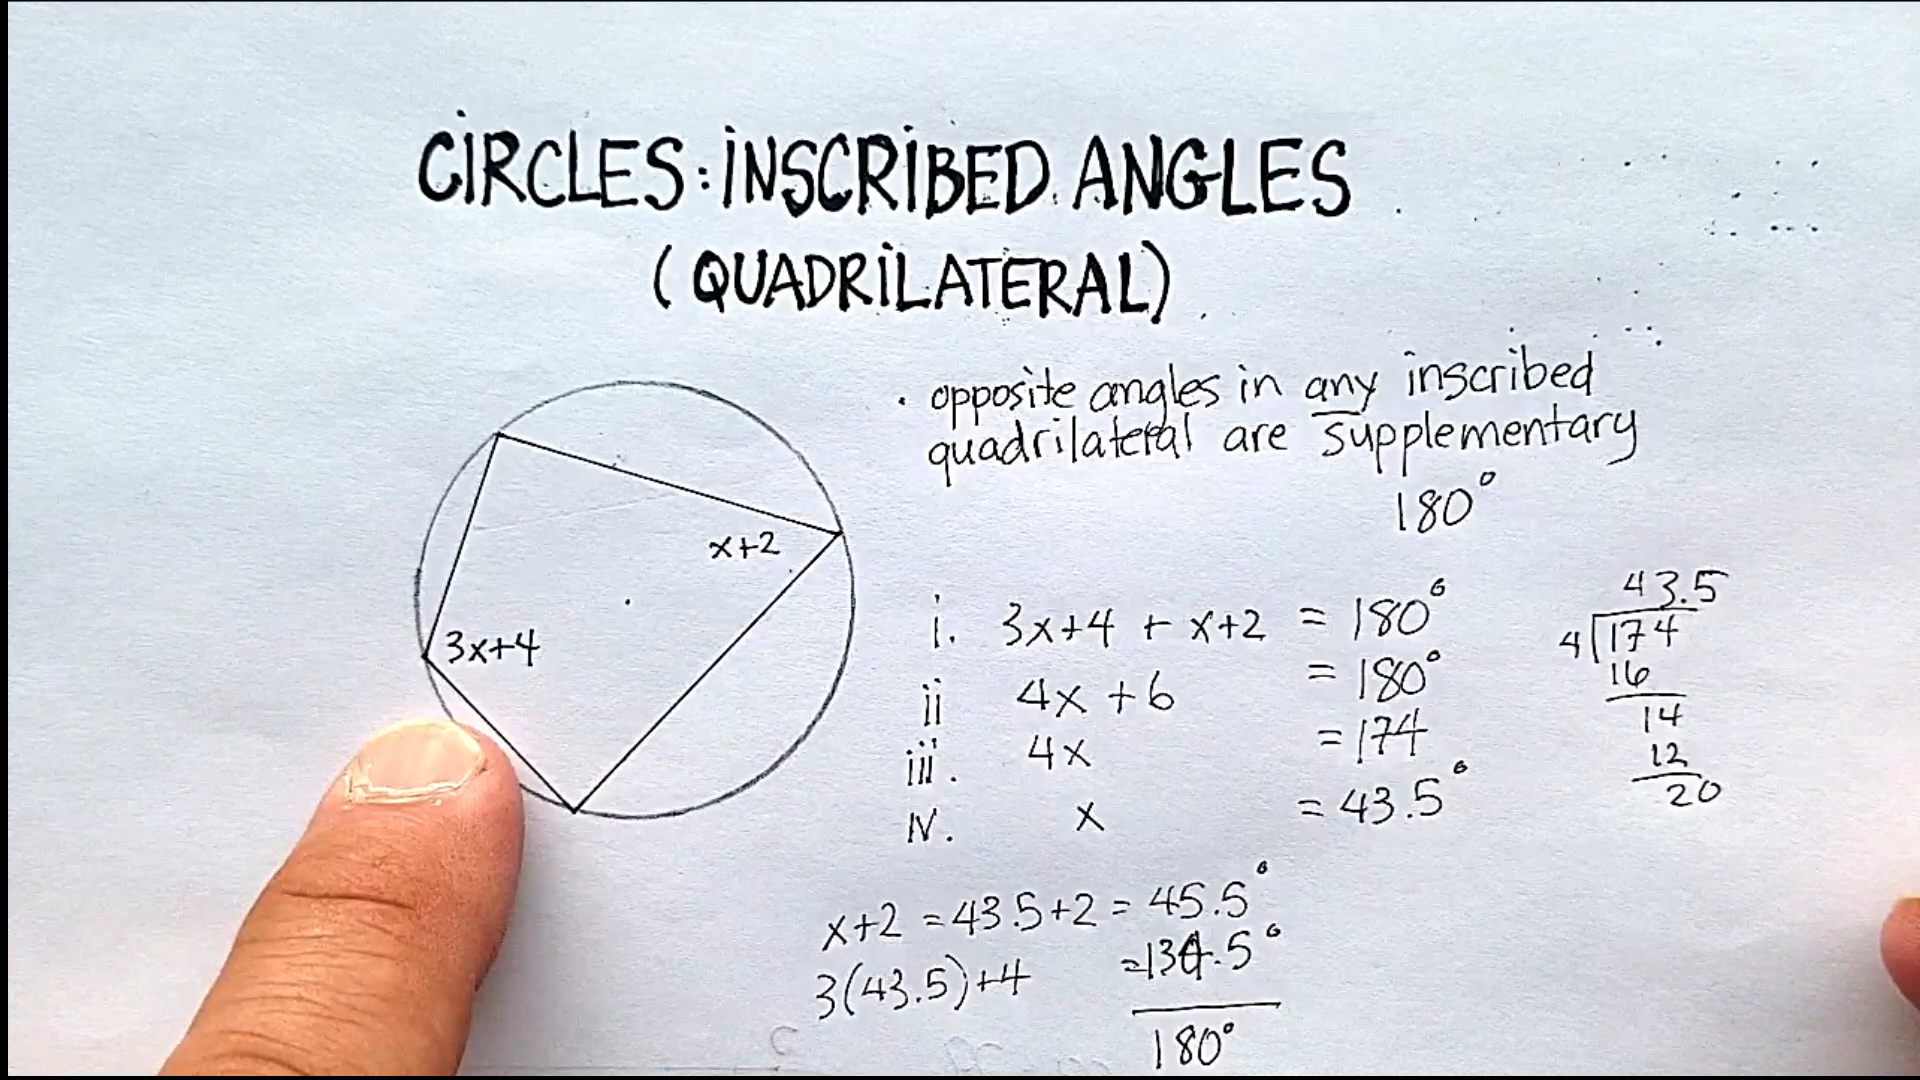 CIRCLES: INSCRIBED ANGLES
(QUADRILATERAL)
. opposite angles in any inscribed
quadrilateral are supplementary
180°
x+2
3x+4
i. 3x+4 + x+2 = 180°
ii 4x + 6 = 180°
iii. 4x = 174
iv. x = 43.5°
43.5
4 174
16
14
12
20
x+2 = 43.5+2 = 45.5°
3(43.5)+4 = 134.5°
180°